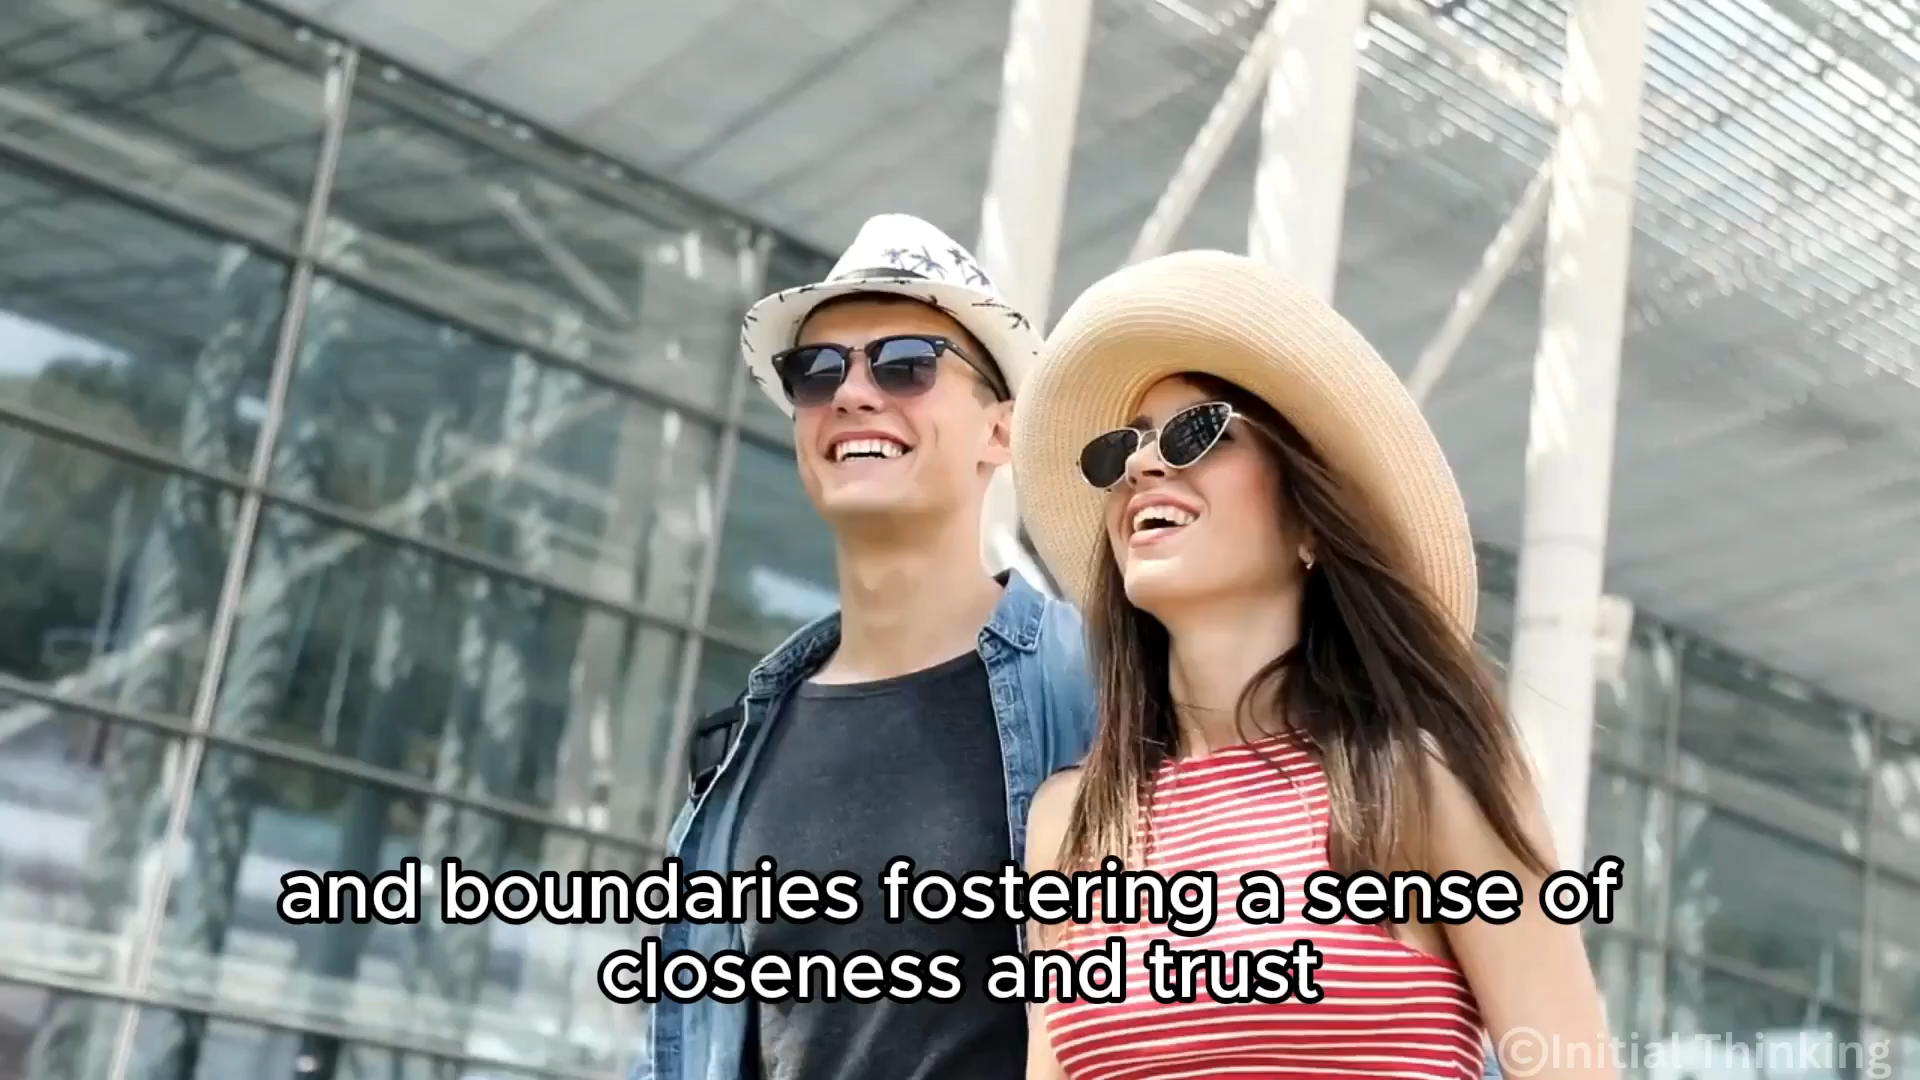 and boundaries fostering a sense of
closeness and trust
©Initial Thinking